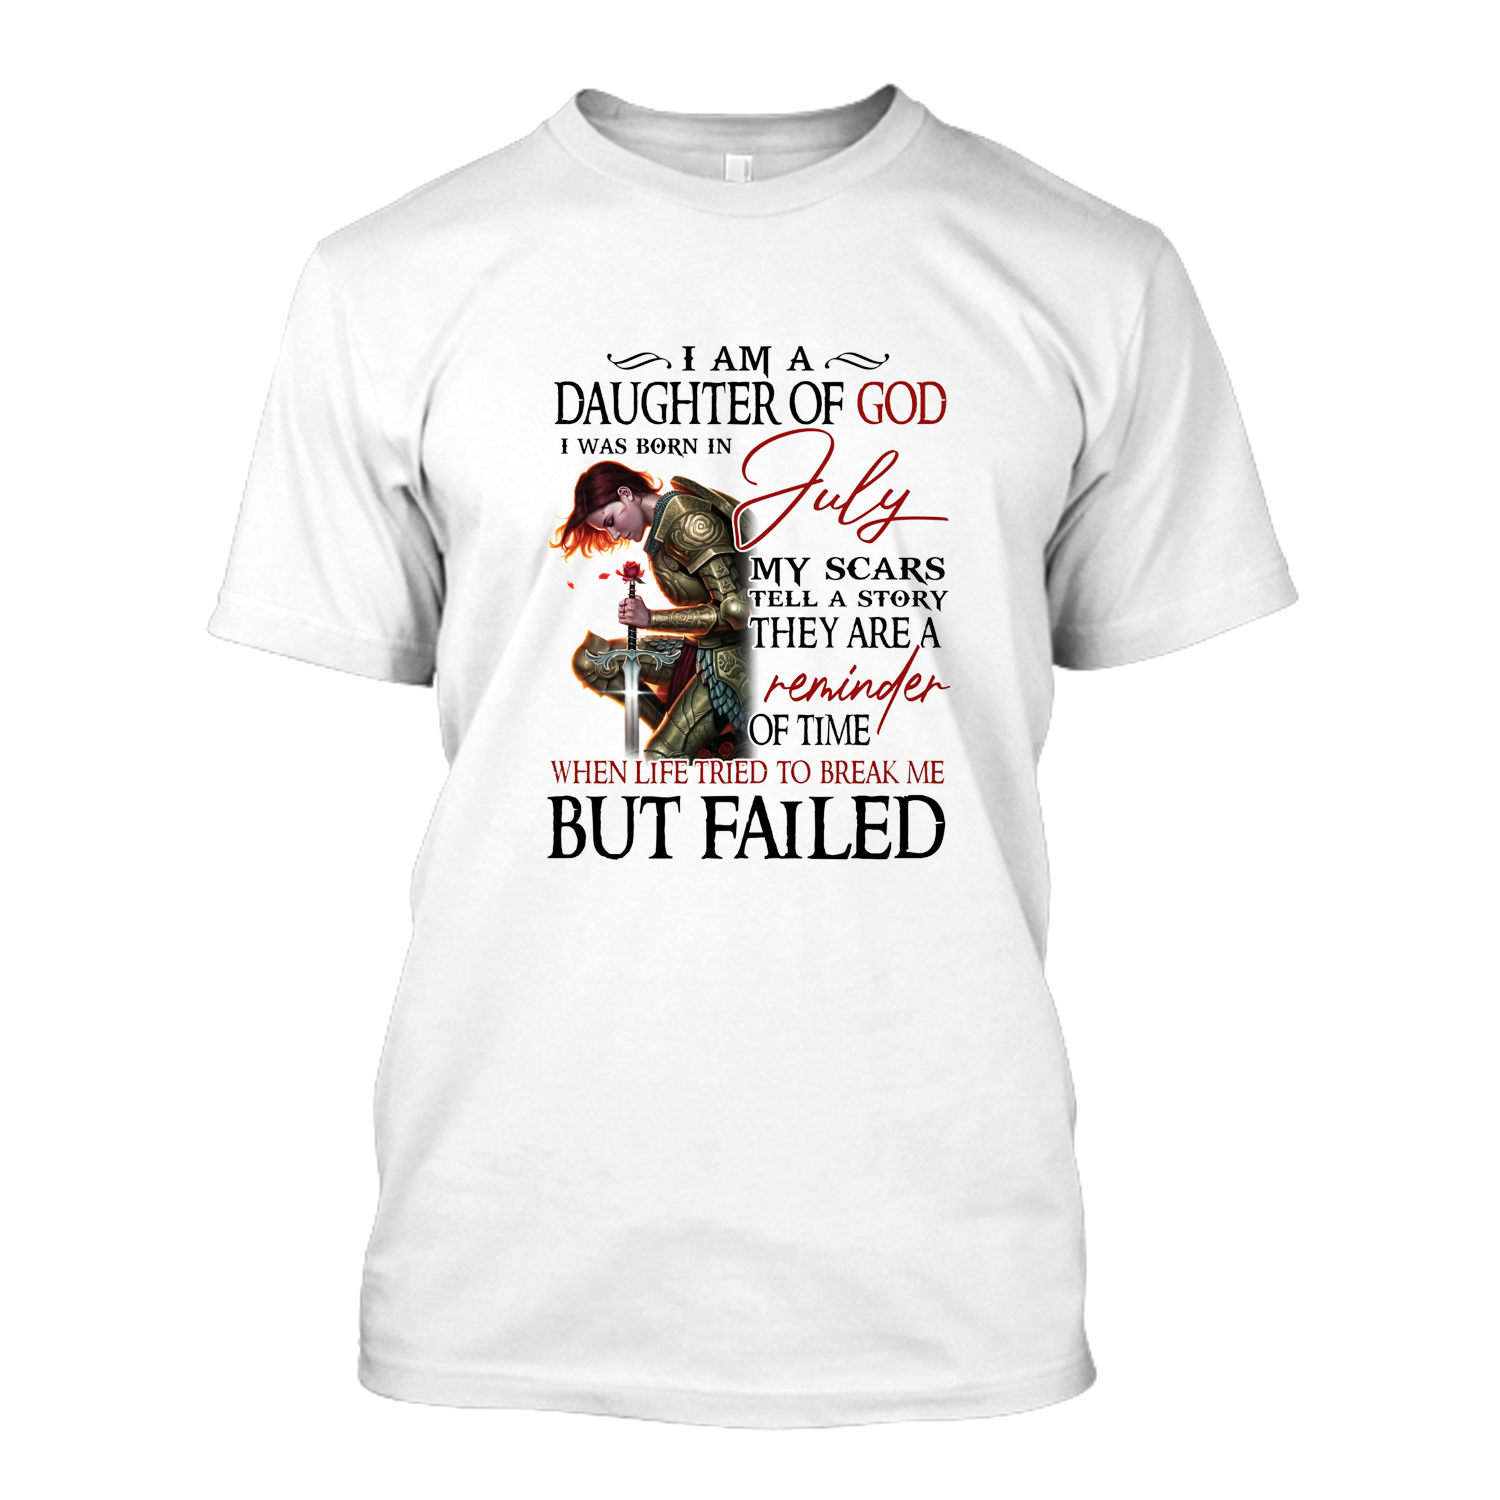 I AM A
DAUGHTER OF GOD
I WAS BORN IN
July
MY SCARS
TELL A STORY
THEY ARE A
reminder
OF TIME
WHEN LIFE TRIED TO BREAK ME
BUT FAILED